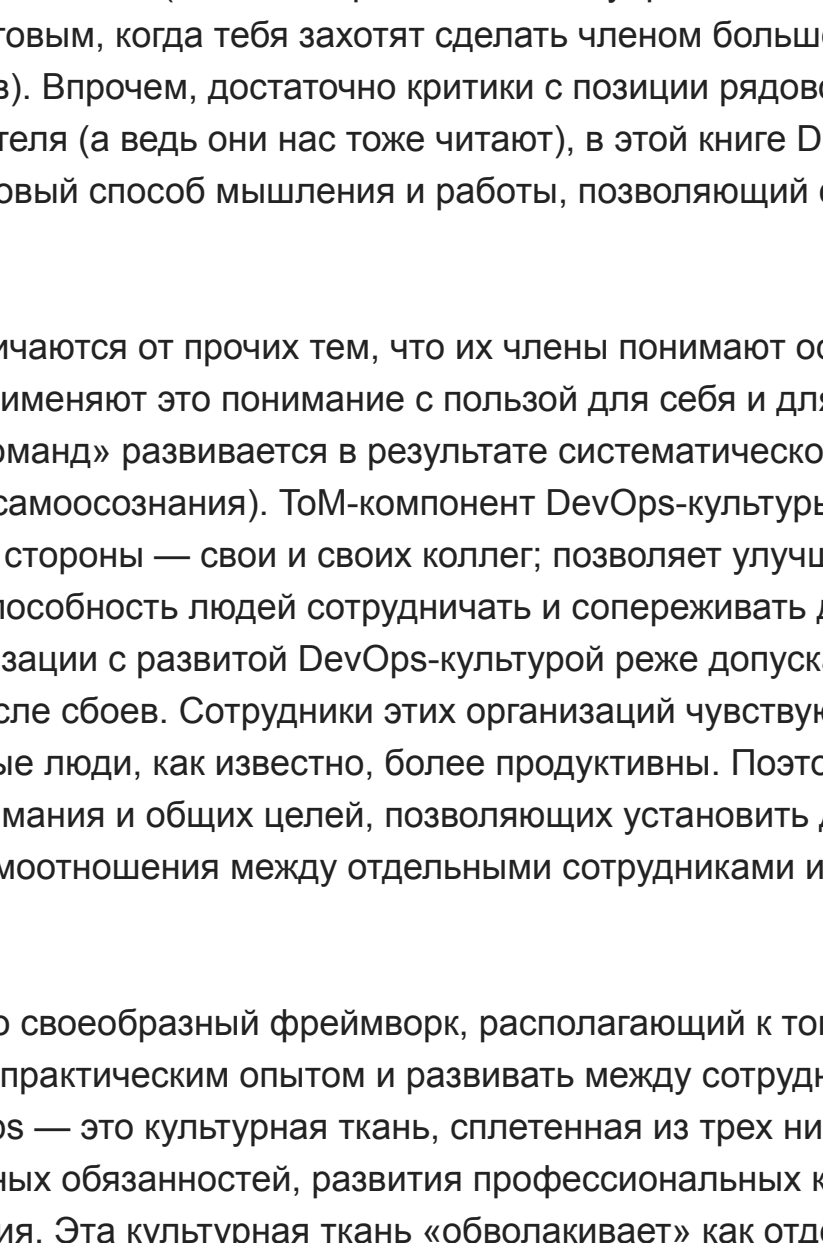 товым, когда тебя захотят сделать членом больш
в). Впрочем, достаточно критики с позиции рядов
теля (а ведь они нас тоже читают), в этой книге D
овый способ мышления и работы, позволяющий
ичаются от прочих тем, что их члены понимают ос
именяют это понимание с пользой для себя и для
оманд» развивается в результате систематическо
самоосознания). ToM-компонент DevOps-культуры
стороны — свои и своих коллег; позволяет улучш
пособность людей сотрудничать и сопереживать д
зации с развитой DevOps-культурой реже допуска
сле сбоев. Сотрудники этих организаций чувствую
ые люди, как известно, более продуктивны. Поэто
имания и общих целей, позволяющих установить д
моотношения между отдельными сотрудниками и
о своеобразный фреймворк, располагающий к то
практическим опытом и развивать между сотрудн
ps — это культурная ткань, сплетенная из трех ни
ных обязанностей, развития профессиональных к
ия. Эта культурная ткань «обволакивает» как отде